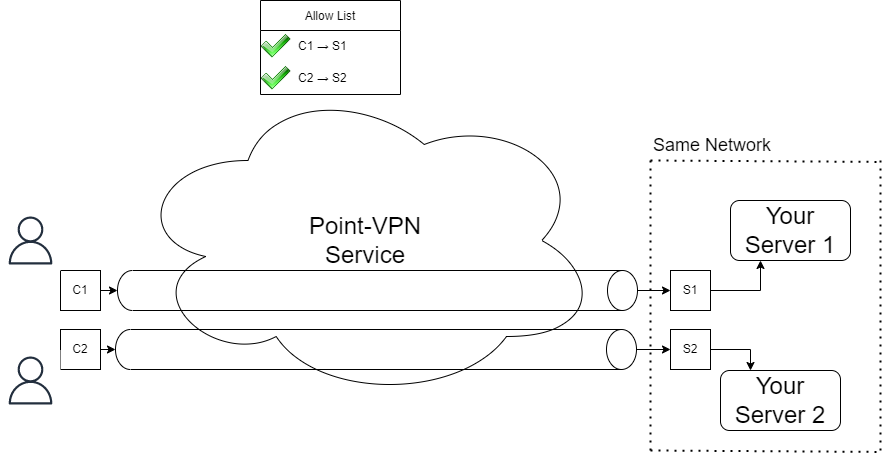 Allow List
C1 → S1
C2 → S2
Same Network
Point-VPN
Service
Your
Server 1
C1
S1
C2
S2
Your
Server 2